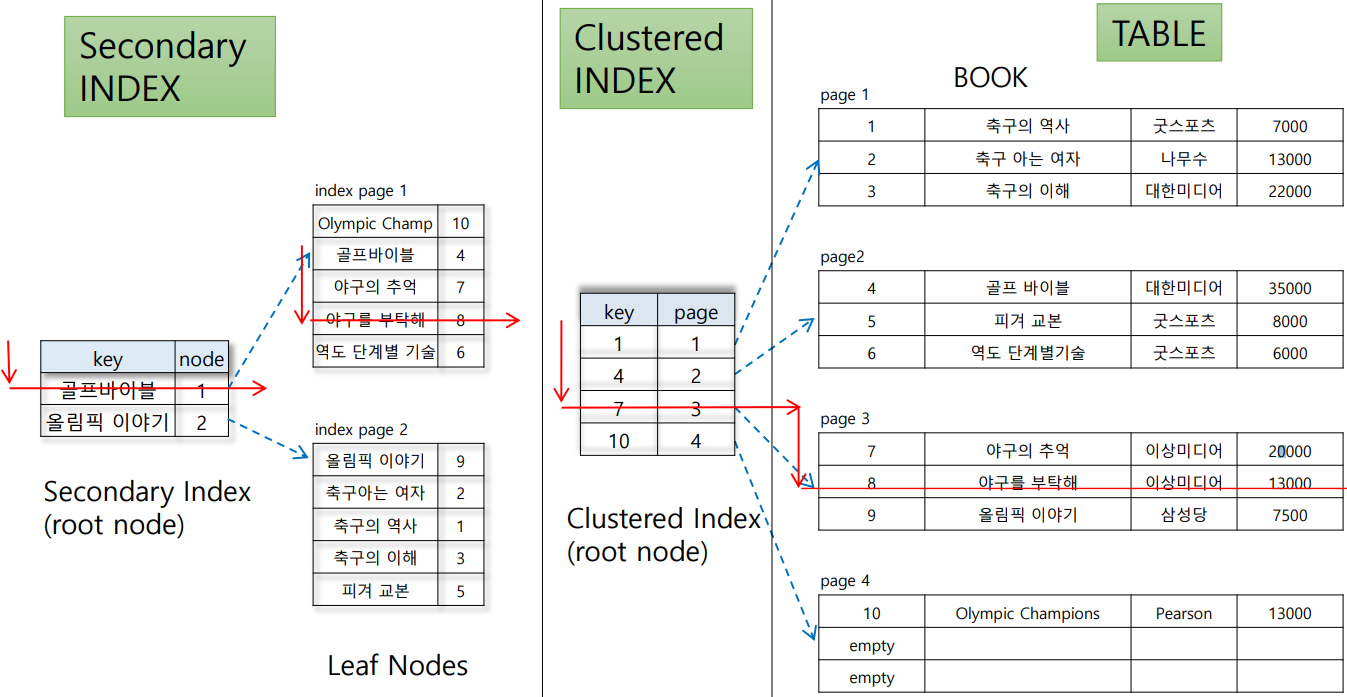 Secondary
INDEX
index page 1
Olympic Champ 10
골프바이블 4
야구의 추억 7
야구를 부탁해 8
역도 단계별 기술 6
key node
골프바이블 1
올림픽 이야기 2
index page 2
올림픽 이야기 9
축구아는 여자 2
축구의 역사 1
축구의 이해 3
피겨 교본 5
Secondary Index
(root node)
Leaf Nodes
Clustered
INDEX
key page
1 1
4 2
7 3
10 4
Clustered Index
(root node)
TABLE
BOOK
page 1
1 축구의 역사 굿스포츠 7000
2 축구 아는 여자 나무수 13000
3 축구의 이해 대한미디어 22000
page2
4 골프 바이블 대한미디어 35000
5 피겨 교본 굿스포츠 8000
6 역도 단계별기술 굿스포츠 6000
page 3
7 야구의 추억 이상미디어 20000
8 야구를 부탁해 이상미디어 13000
9 올림픽 이야기 삼성당 7500
page 4
10 Olympic Champions Pearson 13000
empty
empty